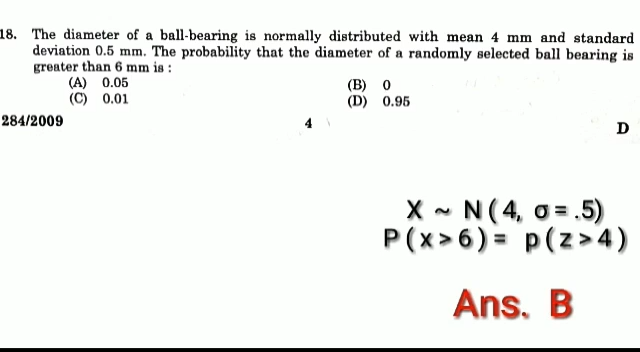 18. The diameter of a ball-bearing is normally distributed with mean 4 mm and standard
deviation 0.5 mm. The probability that the diameter of a randomly selected ball bearing is
greater than 6 mm is :
(A) 0.05 (B) 0
(C) 0.01 (D) 0.95
284/2009 4 D
X ~ N ( 4, σ = .5)
P ( x > 6 ) = p ( z > 4 )
Ans. B